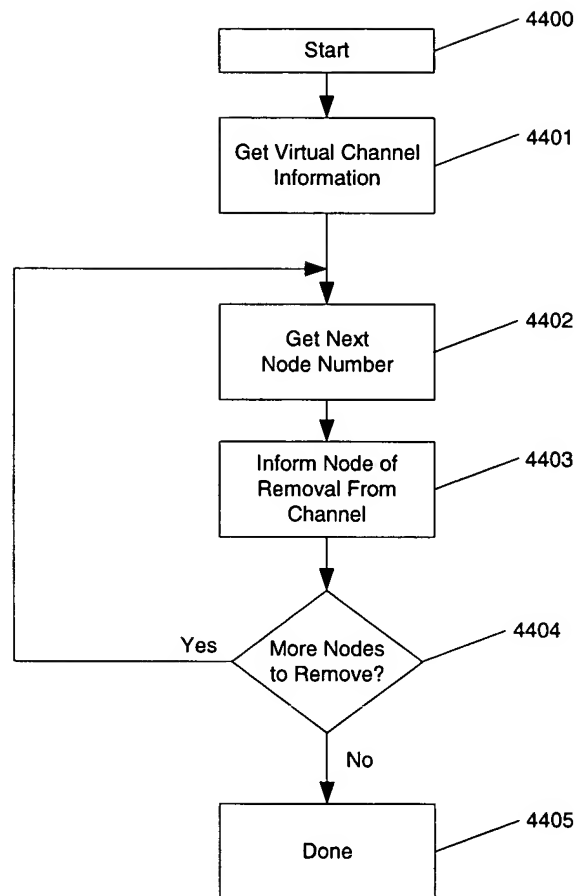 4400
Start
4401
Get Virtual Channel
Information
4402
Get Next
Node Number
4403
Inform Node of
Removal From
Channel
4404
Yes
More Nodes
to Remove?
No
4405
Done